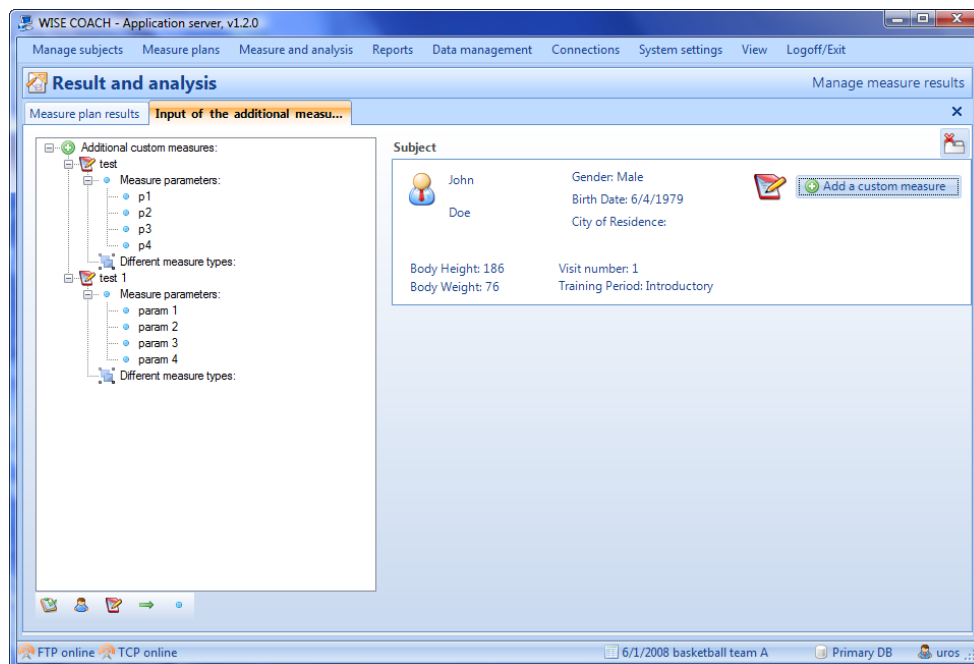 WISE COACH - Application server, v1.2.0
Manage subjects Measure plans Measure and analysis Reports Data management Connections System settings View Logoff/Exit
Result and analysis Manage measure results
Measure plan results Input of the additional measu...
Additional custom measures:
test
Measure parameters:
p1
p2
p3
p4
Different measure types:
test 1
Measure parameters:
param 1
param 2
param 3
param 4
Different measure types:
Subject
John
Doe
Gender: Male
Birth Date: 6/4/1979
City of Residence:
Add a custom measure
Body Height: 186
Body Weight: 76
Visit number: 1
Training Period: Introductory
FTP online TCP online 6/1/2008 basketball team A Primary DB uros